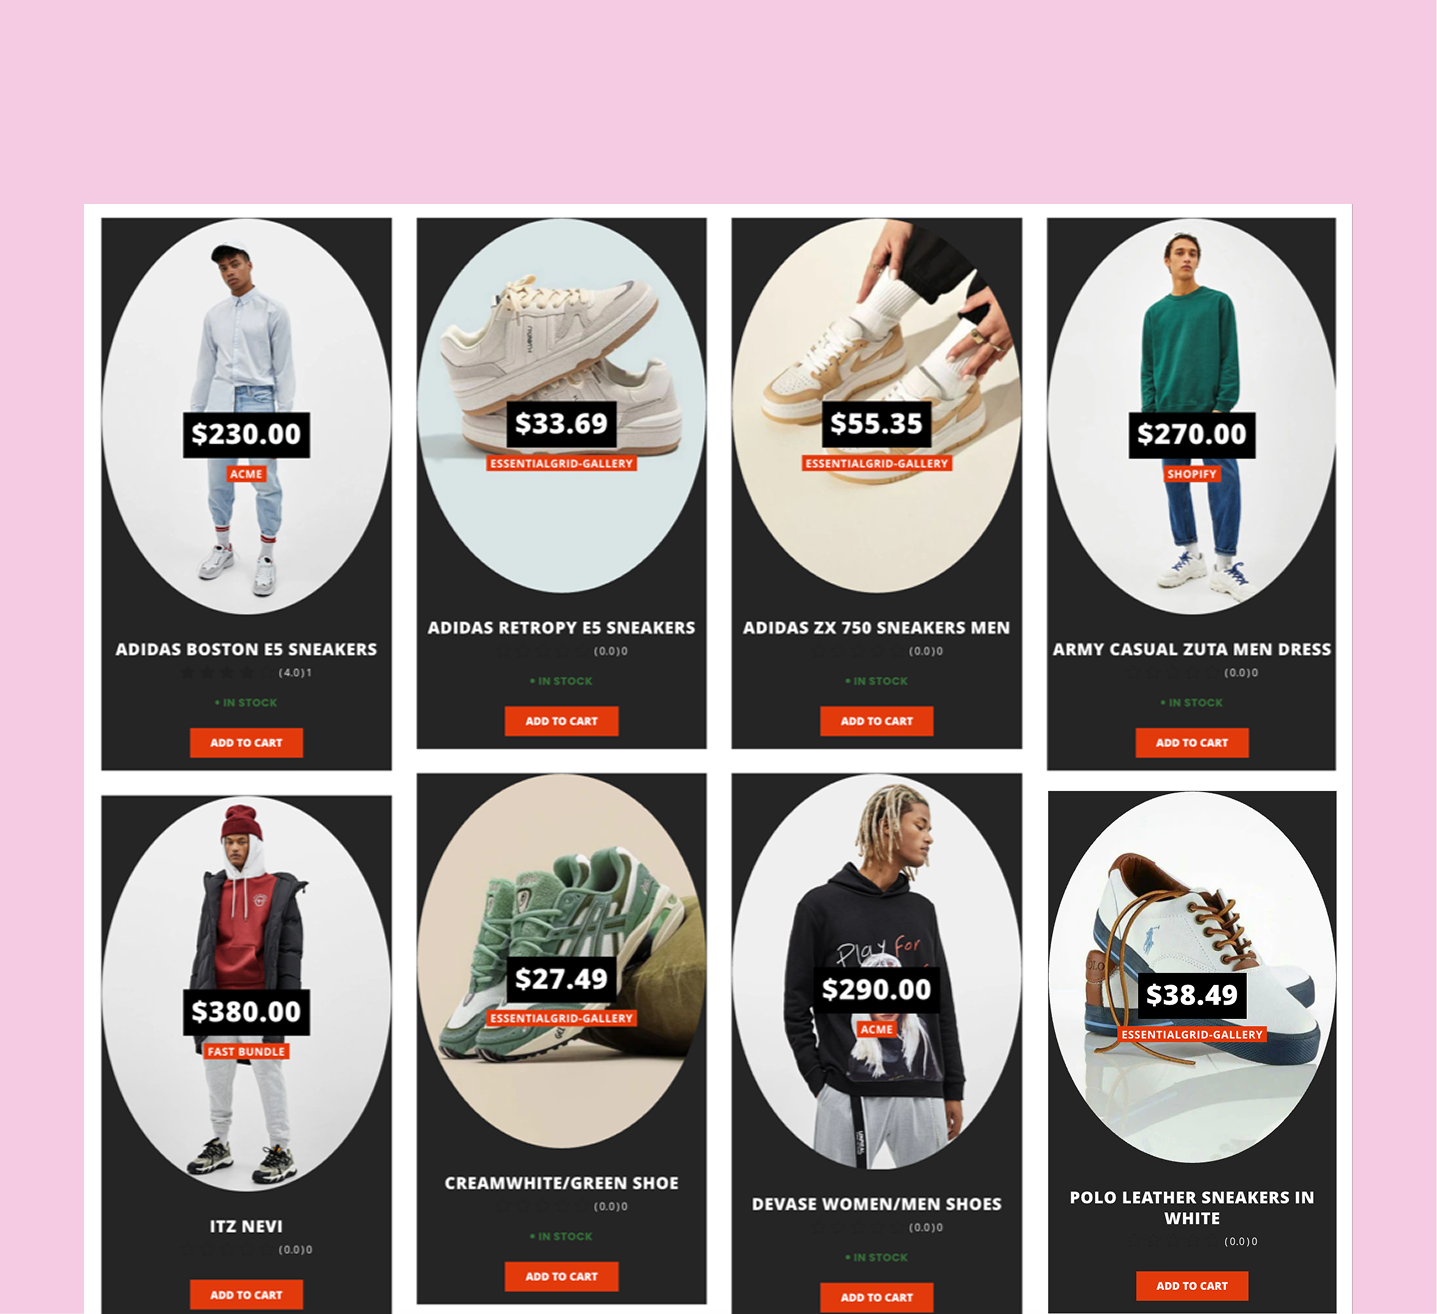 $230.00
ACME
ADIDAS BOSTON E5 SNEAKERS
(4.0)1
• IN STOCK
ADD TO CART
$33.69
ESSENTIALGRID-GALLERY
ADIDAS RETROPY E5 SNEAKERS
(0.0)0
• IN STOCK
ADD TO CART
$55.35
ESSENTIALGRID-GALLERY
ADIDAS ZX 750 SNEAKERS MEN
(0.0)0
• IN STOCK
ADD TO CART
$270.00
SHOPIFY
ARMY CASUAL ZUTA MEN DRESS
(0.0)0
• IN STOCK
ADD TO CART
$380.00
FAST BUNDLE
ITZ NEVI
(0.0)0
ADD TO CART
$27.49
ESSENTIALGRID-GALLERY
CREAMWHITE/GREEN SHOE
(0.0)0
• IN STOCK
ADD TO CART
Play for
$290.00
ACME
DEVASE WOMEN/MEN SHOES
(0.0)0
• IN STOCK
ADD TO CART
$38.49
ESSENTIALGRID-GALLERY
POLO LEATHER SNEAKERS IN
WHITE
(0.0)0
ADD TO CART